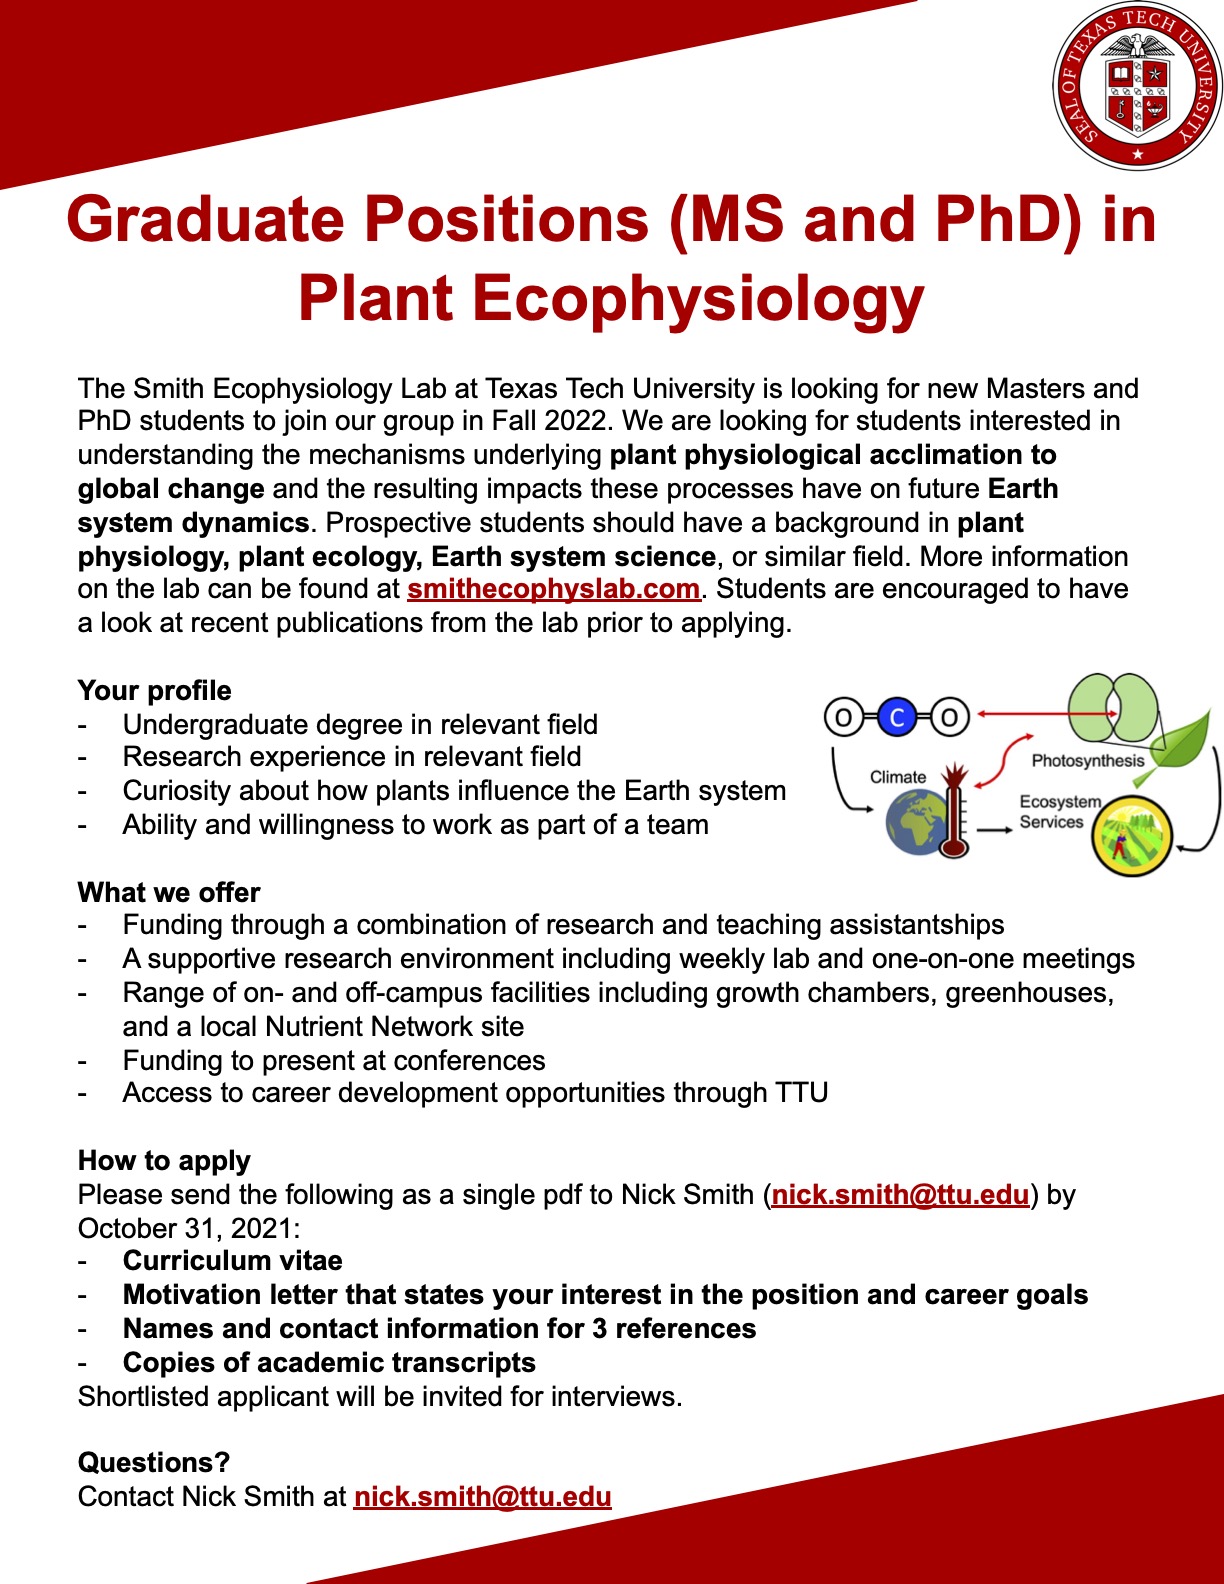 SEAL OF TEXAS TECH UNIVERSITY
Graduate Positions (MS and PhD) in
Plant Ecophysiology
The Smith Ecophysiology Lab at Texas Tech University is looking for new Masters and
PhD students to join our group in Fall 2022. We are looking for students interested in
understanding the mechanisms underlying plant physiological acclimation to
global change and the resulting impacts these processes have on future Earth
system dynamics. Prospective students should have a background in plant
physiology, plant ecology, Earth system science, or similar field. More information
on the lab can be found at smithecophyslab.com. Students are encouraged to have
a look at recent publications from the lab prior to applying.
Your profile
- Undergraduate degree in relevant field
- Research experience in relevant field
- Curiosity about how plants influence the Earth system
- Ability and willingness to work as part of a team
O=C=O
Photosynthesis
Climate
Ecosystem
Services
What we offer
- Funding through a combination of research and teaching assistantships
- A supportive research environment including weekly lab and one-on-one meetings
- Range of on- and off-campus facilities including growth chambers, greenhouses,
and a local Nutrient Network site
- Funding to present at conferences
- Access to career development opportunities through TTU
How to apply
Please send the following as a single pdf to Nick Smith (nick.smith@ttu.edu) by
October 31, 2021:
- Curriculum vitae
- Motivation letter that states your interest in the position and career goals
- Names and contact information for 3 references
- Copies of academic transcripts
Shortlisted applicant will be invited for interviews.
Questions?
Contact Nick Smith at nick.smith@ttu.edu